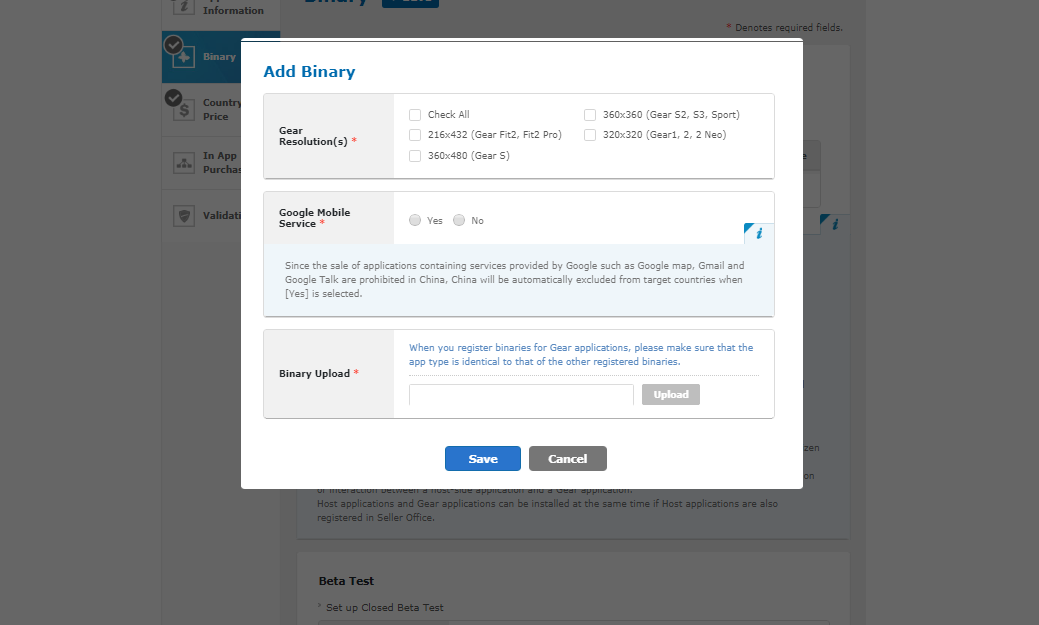 Information
Binary
* Denotes required fields.
Binary
Country
Price
In App
Purchas
Validati
Add Binary
Gear
Resolution(s) *
Check All
360x360 (Gear S2, S3, Sport)
216x432 (Gear Fit2, Fit2 Pro)
320x320 (Gear1, 2, 2 Neo)
360x480 (Gear S)
Google Mobile
Service *
Yes
No
i
Since the sale of applications containing services provided by Google such as Google map, Gmail and
Google Talk are prohibited in China, China will be automatically excluded from target countries when
[Yes] is selected.
Binary Upload *
When you register binaries for Gear applications, please make sure that the
app type is identical to that of the other registered binaries.
Upload
Save
Cancel
e
i
zen
on
or interaction between a host-side application and a Gear application.
Host applications and Gear applications can be installed at the same time if Host applications are also
registered in Seller Office.
Beta Test
Set up Closed Beta Test